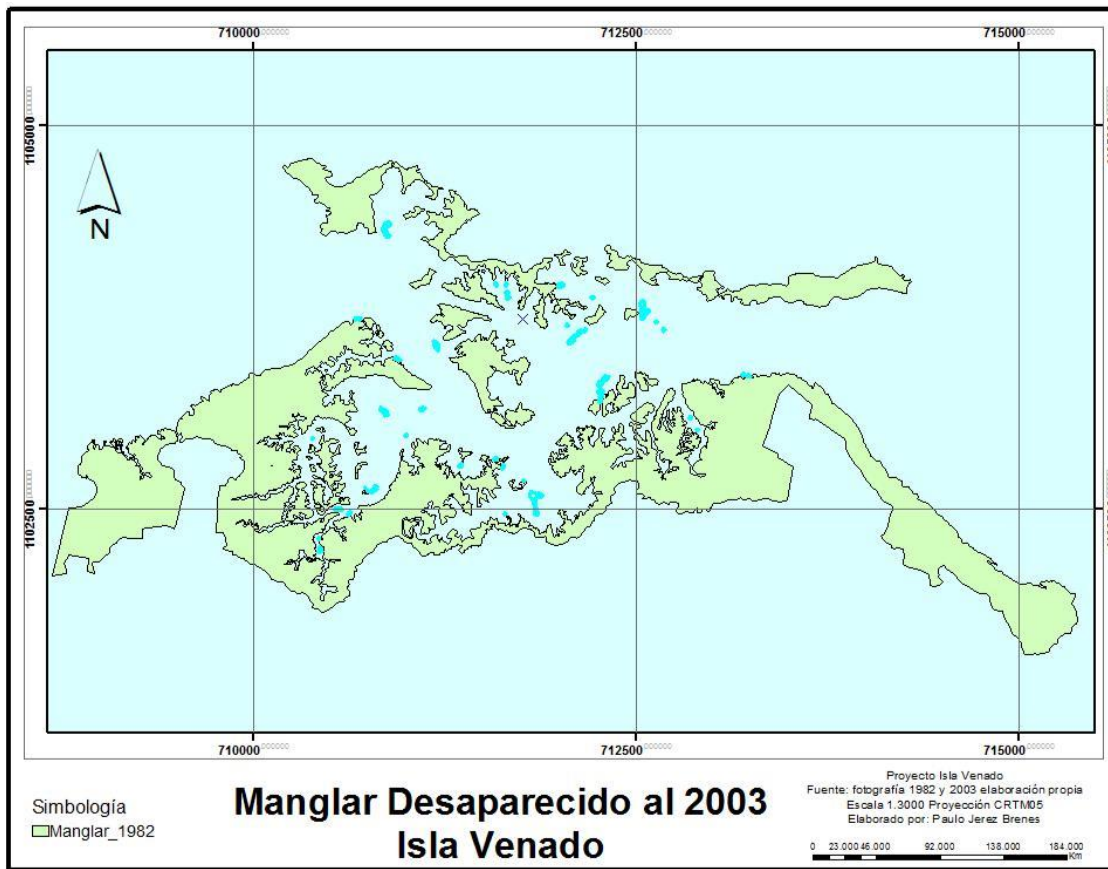 710000 712500 715000
1105000
N
1102500
710000 712500 715000
Simbología
Manglar_1982
Manglar Desaparecido al 2003
Isla Venado
Proyecto Isla Venado
Fuente: fotografía 1982 y 2003 elaboración propia
Escala 1.3000 Proyección CRTM05
Elaborado por: Paulo Jerez Brenes
0 23.000 46.000 92.000 138.000 184.000
Km